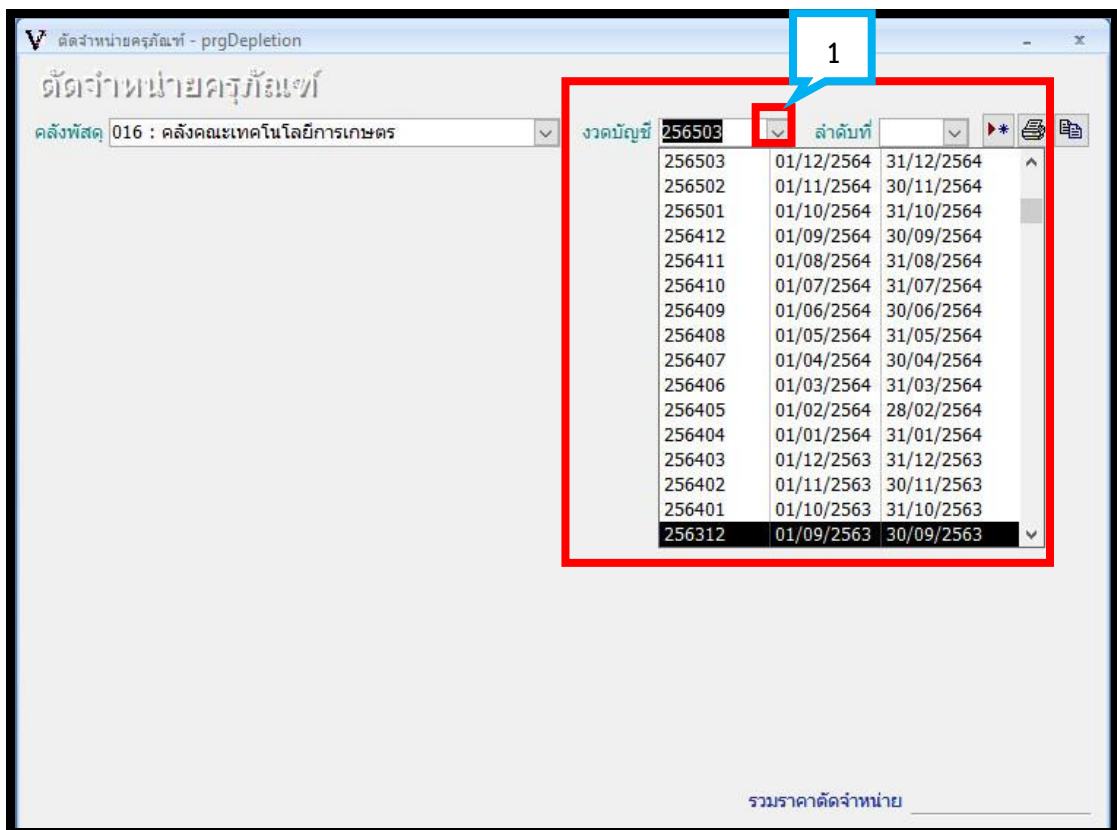 V ตัดจำหน่ายครุภัณฑ์ - prgDepletion
1
ตัดจำหน่ายครุภัณฑ์
คลังพัสดุ 016 : คลังคณะเทคโนโลยีการเกษตร งวดบัญชี 256503 ลำดับที่
256503 01/12/2564 31/12/2564
256502 01/11/2564 30/11/2564
256501 01/10/2564 31/10/2564
256412 01/09/2564 30/09/2564
256411 01/08/2564 31/08/2564
256410 01/07/2564 31/07/2564
256409 01/06/2564 30/06/2564
256408 01/05/2564 31/05/2564
256407 01/04/2564 30/04/2564
256406 01/03/2564 31/03/2564
256405 01/02/2564 28/02/2564
256404 01/01/2564 31/01/2564
256403 01/12/2563 31/12/2563
256402 01/11/2563 30/11/2563
256401 01/10/2563 31/10/2563
256312 01/09/2563 30/09/2563
รวมราคาตัดจำหน่าย